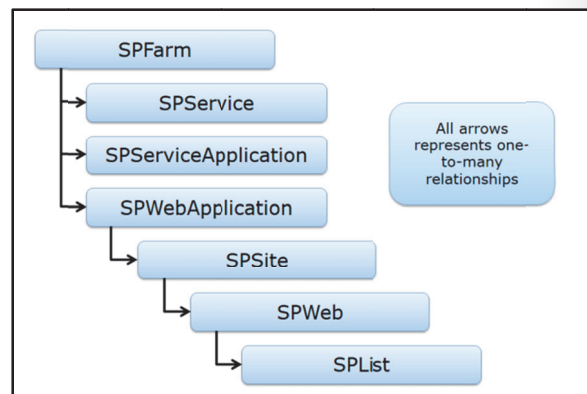 SPFarm
SPService
SPServiceApplication
SPWebApplication
SPSite
SPWeb
SPList
All arrows
represents one-
to-many
relationships